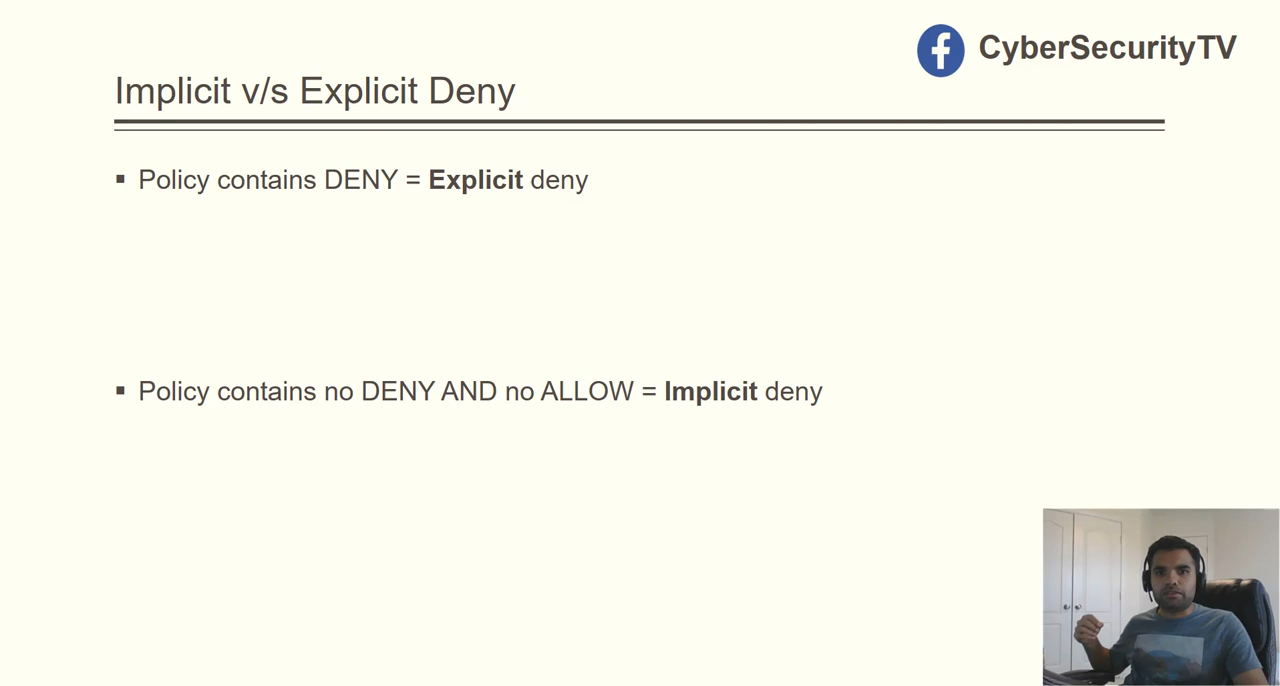 CyberSecurityTV
Implicit v/s Explicit Deny
▪ Policy contains DENY = Explicit deny
▪ Policy contains no DENY AND no ALLOW = Implicit deny